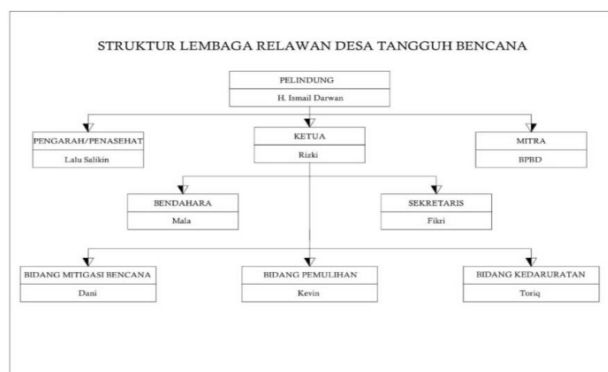 STRUKTUR LEMBAGA RELAWAN DESA TANGGUH BENCANA
PELINDUNG
H. Ismail Darwan
PENGARAH/PENASEHAT
Lalu Salikin
KETUA
Rizki
MITRA
BPBD
BENDAHARA
Mala
SEKRETARIS
Fikri
BIDANG MITIGASI BENCANA
Dani
BIDANG PEMULIHAN
Kevin
BIDANG KEDARURATAN
Toriq